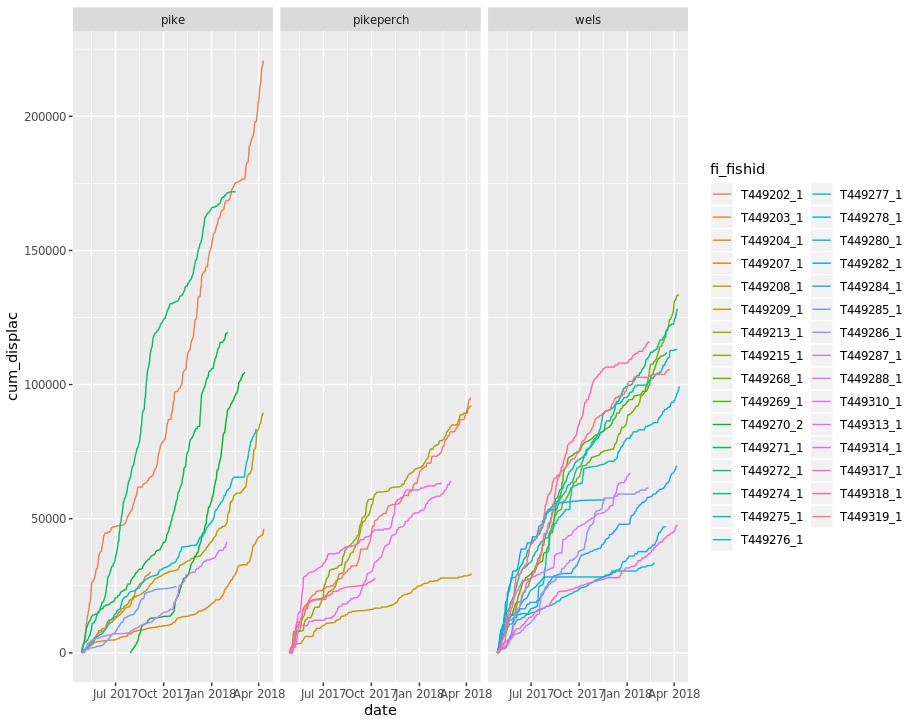 pike pikeperch wels
cum_displac
200000
150000
100000
50000
0
Jul 2017 Oct 2017 Jan 2018 Apr 2018 Jul 2017 Oct 2017 Jan 2018 Apr 2018 Jul 2017 Oct 2017 Jan 2018 Apr 2018
date
fi_fishid
T449202_1 T449277_1
T449203_1 T449278_1
T449204_1 T449280_1
T449207_1 T449282_1
T449208_1 T449284_1
T449209_1 T449285_1
T449213_1 T449286_1
T449215_1 T449287_1
T449268_1 T449288_1
T449269_1 T449310_1
T449270_2 T449313_1
T449271_1 T449314_1
T449272_1 T449317_1
T449274_1 T449318_1
T449275_1 T449319_1
T449276_1